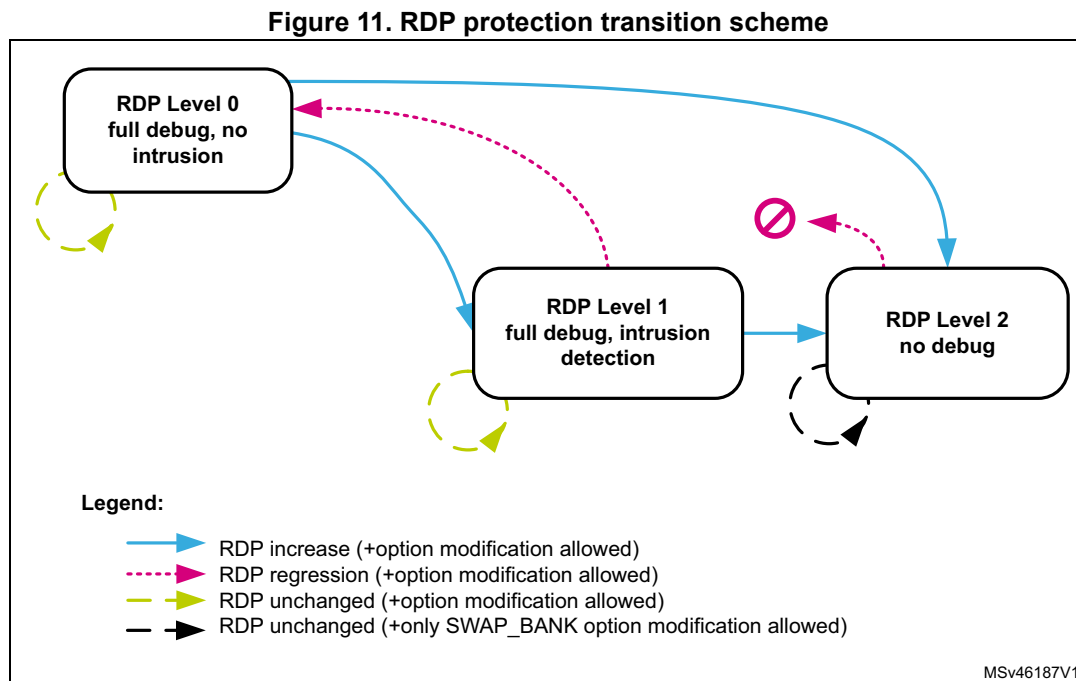 Figure 11. RDP protection transition scheme
RDP Level 0
full debug, no
intrusion
RDP Level 1
full debug, intrusion
detection
RDP Level 2
no debug
Legend:
RDP increase (+option modification allowed)
RDP regression (+option modification allowed)
RDP unchanged (+option modification allowed)
RDP unchanged (+only SWAP_BANK option modification allowed)
MSv46187V1